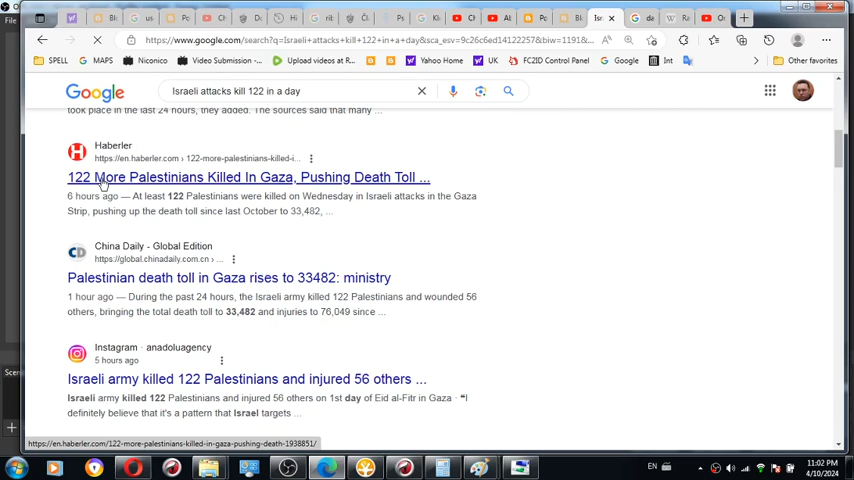 https://www.google.com/search?q=Israeli+attacks+kill+122+in+a+day&sca_esv=9c26c6ed14122257&biw=1191&...
SPELL
MAPS
Niconico
Video Submission -...
Upload videos at R...
Yahoo Home
UK
FC2ID Control Panel
Google
Int
Other favorites
Google
Israeli attacks kill 122 in a day
took place in the last 24 hours, they added. The sources said that many ...
Haberler
https://en.haberler.com › 122-more-palestinians-killed-i...
122 More Palestinians Killed In Gaza, Pushing Death Toll ...
6 hours ago — At least 122 Palestinians were killed on Wednesday in Israeli attacks in the Gaza
Strip, pushing up the death toll since last October to 33,482, ...
China Daily - Global Edition
https://global.chinadaily.com.cn › ...
Palestinian death toll in Gaza rises to 33482: ministry
1 hour ago — During the past 24 hours, the Israeli army killed 122 Palestinians and wounded 56
others, bringing the total death toll to 33,482 and injuries to 76,049 since ...
Instagram · anadoluagency
5 hours ago
Israeli army killed 122 Palestinians and injured 56 others ...
Israeli army killed 122 Palestinians and injured 56 others on 1st day of Eid al-Fitr in Gaza · ❝I
definitely believe that it's a pattern that Israel targets ...
https://en.haberler.com/122-more-palestinians-killed-in-gaza-pushing-death-1938851/
Scene
EN
11:02 PM
4/10/2024